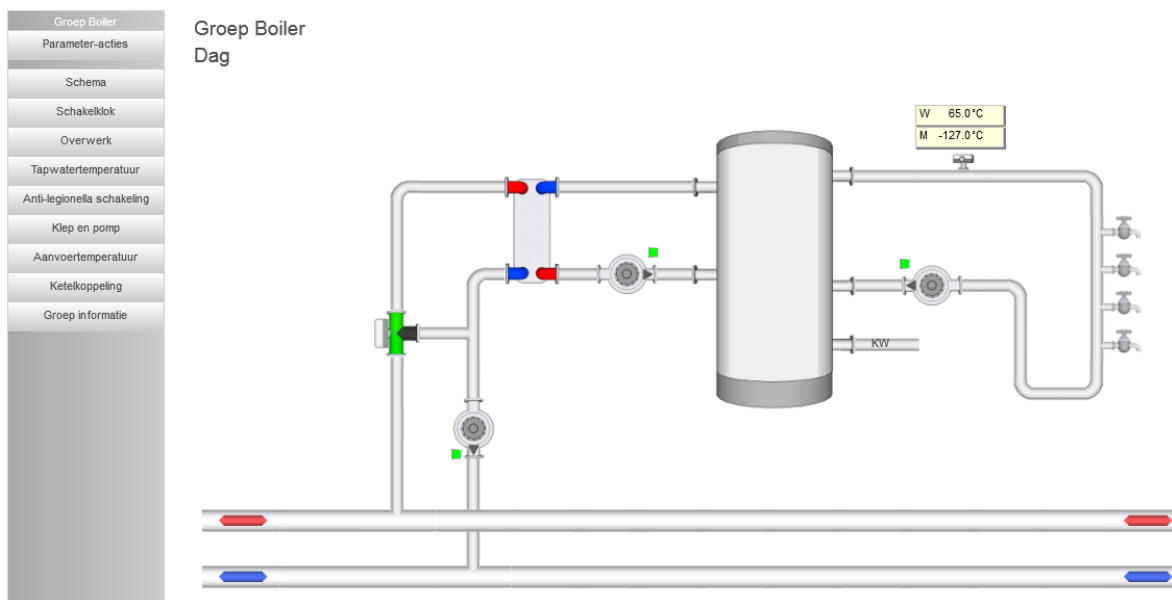 Groep Boiler
Parameter-acties
Schema
Schakelklok
Overwerk
Tapwatertemperatuur
Anti-legionella schakeling
Klep en pomp
Aanvoertemperatuur
Ketelkoppeling
Groep informatie
Groep Boiler
Dag
W 65.0°C
M -127.0°C
KW